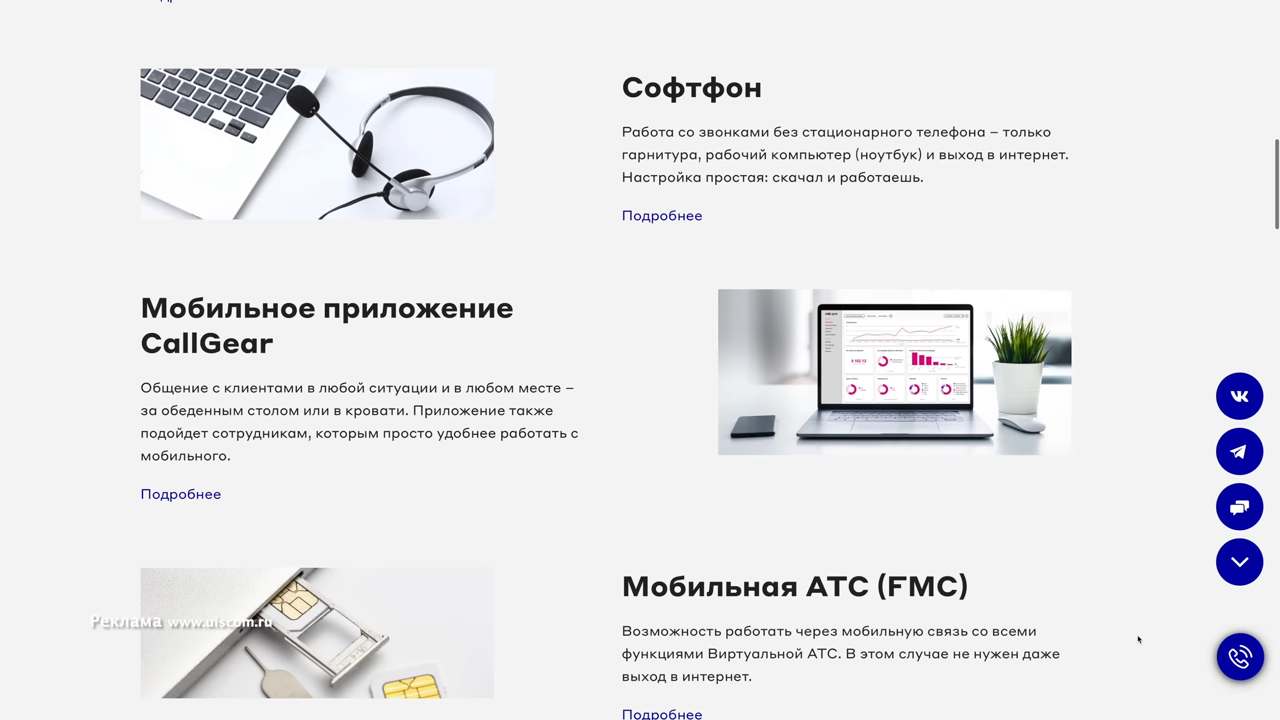 Софтфон
Работа со звонками без стационарного телефона – только
гарнитура, рабочий компьютер (ноутбук) и выход в интернет.
Настройка простая: скачал и работаешь.
Подробнее
Мобильное приложение
CallGear
Общение с клиентами в любой ситуации и в любом месте –
за обеденным столом или в кровати. Приложение также
подойдет сотрудникам, которым просто удобнее работать с
мобильного.
Подробнее
Мобильная АТС (FMC)
Возможность работать через мобильную связь со всеми
функциями Виртуальной АТС. В этом случае не нужен даже
выход в интернет.
Подробнее
Реклама www.uiscom.ru